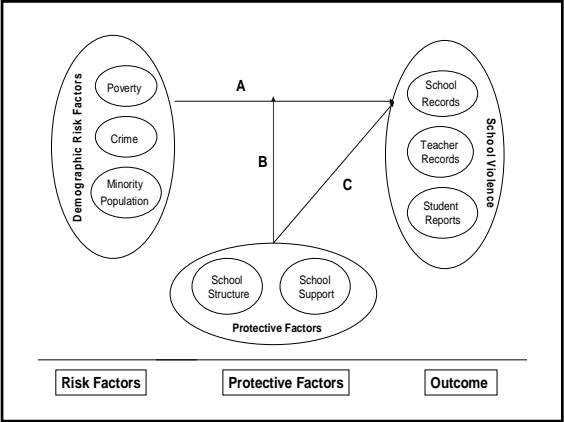 Demographic Risk Factors
Poverty
Crime
Minority
Population
A
B
C
School
Records
Teacher
Records
Student
Reports
School Violence
School
Structure
School
Support
Protective Factors
Risk Factors
Protective Factors
Outcome